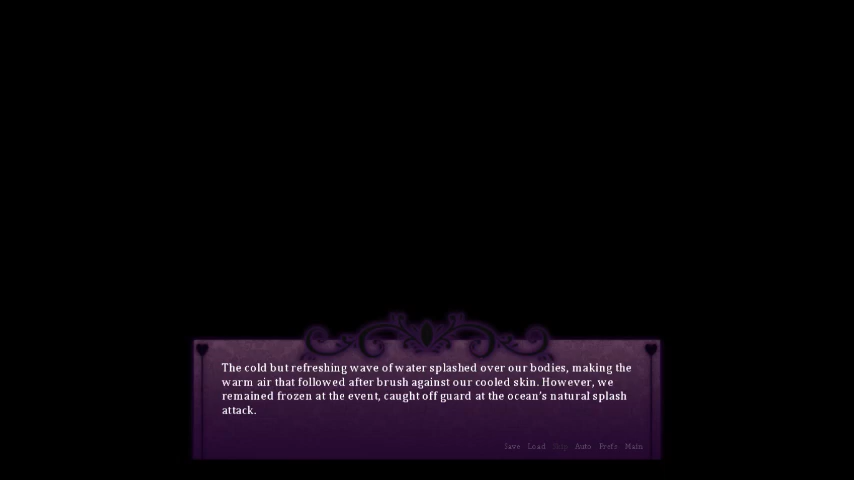 The cold but refreshing wave of water splashed over our bodies, making the
warm air that followed after brush against our cooled skin. However, we
remained frozen at the event, caught off guard at the ocean's natural splash
attack.
Save Load Skip Auto Prefs Main